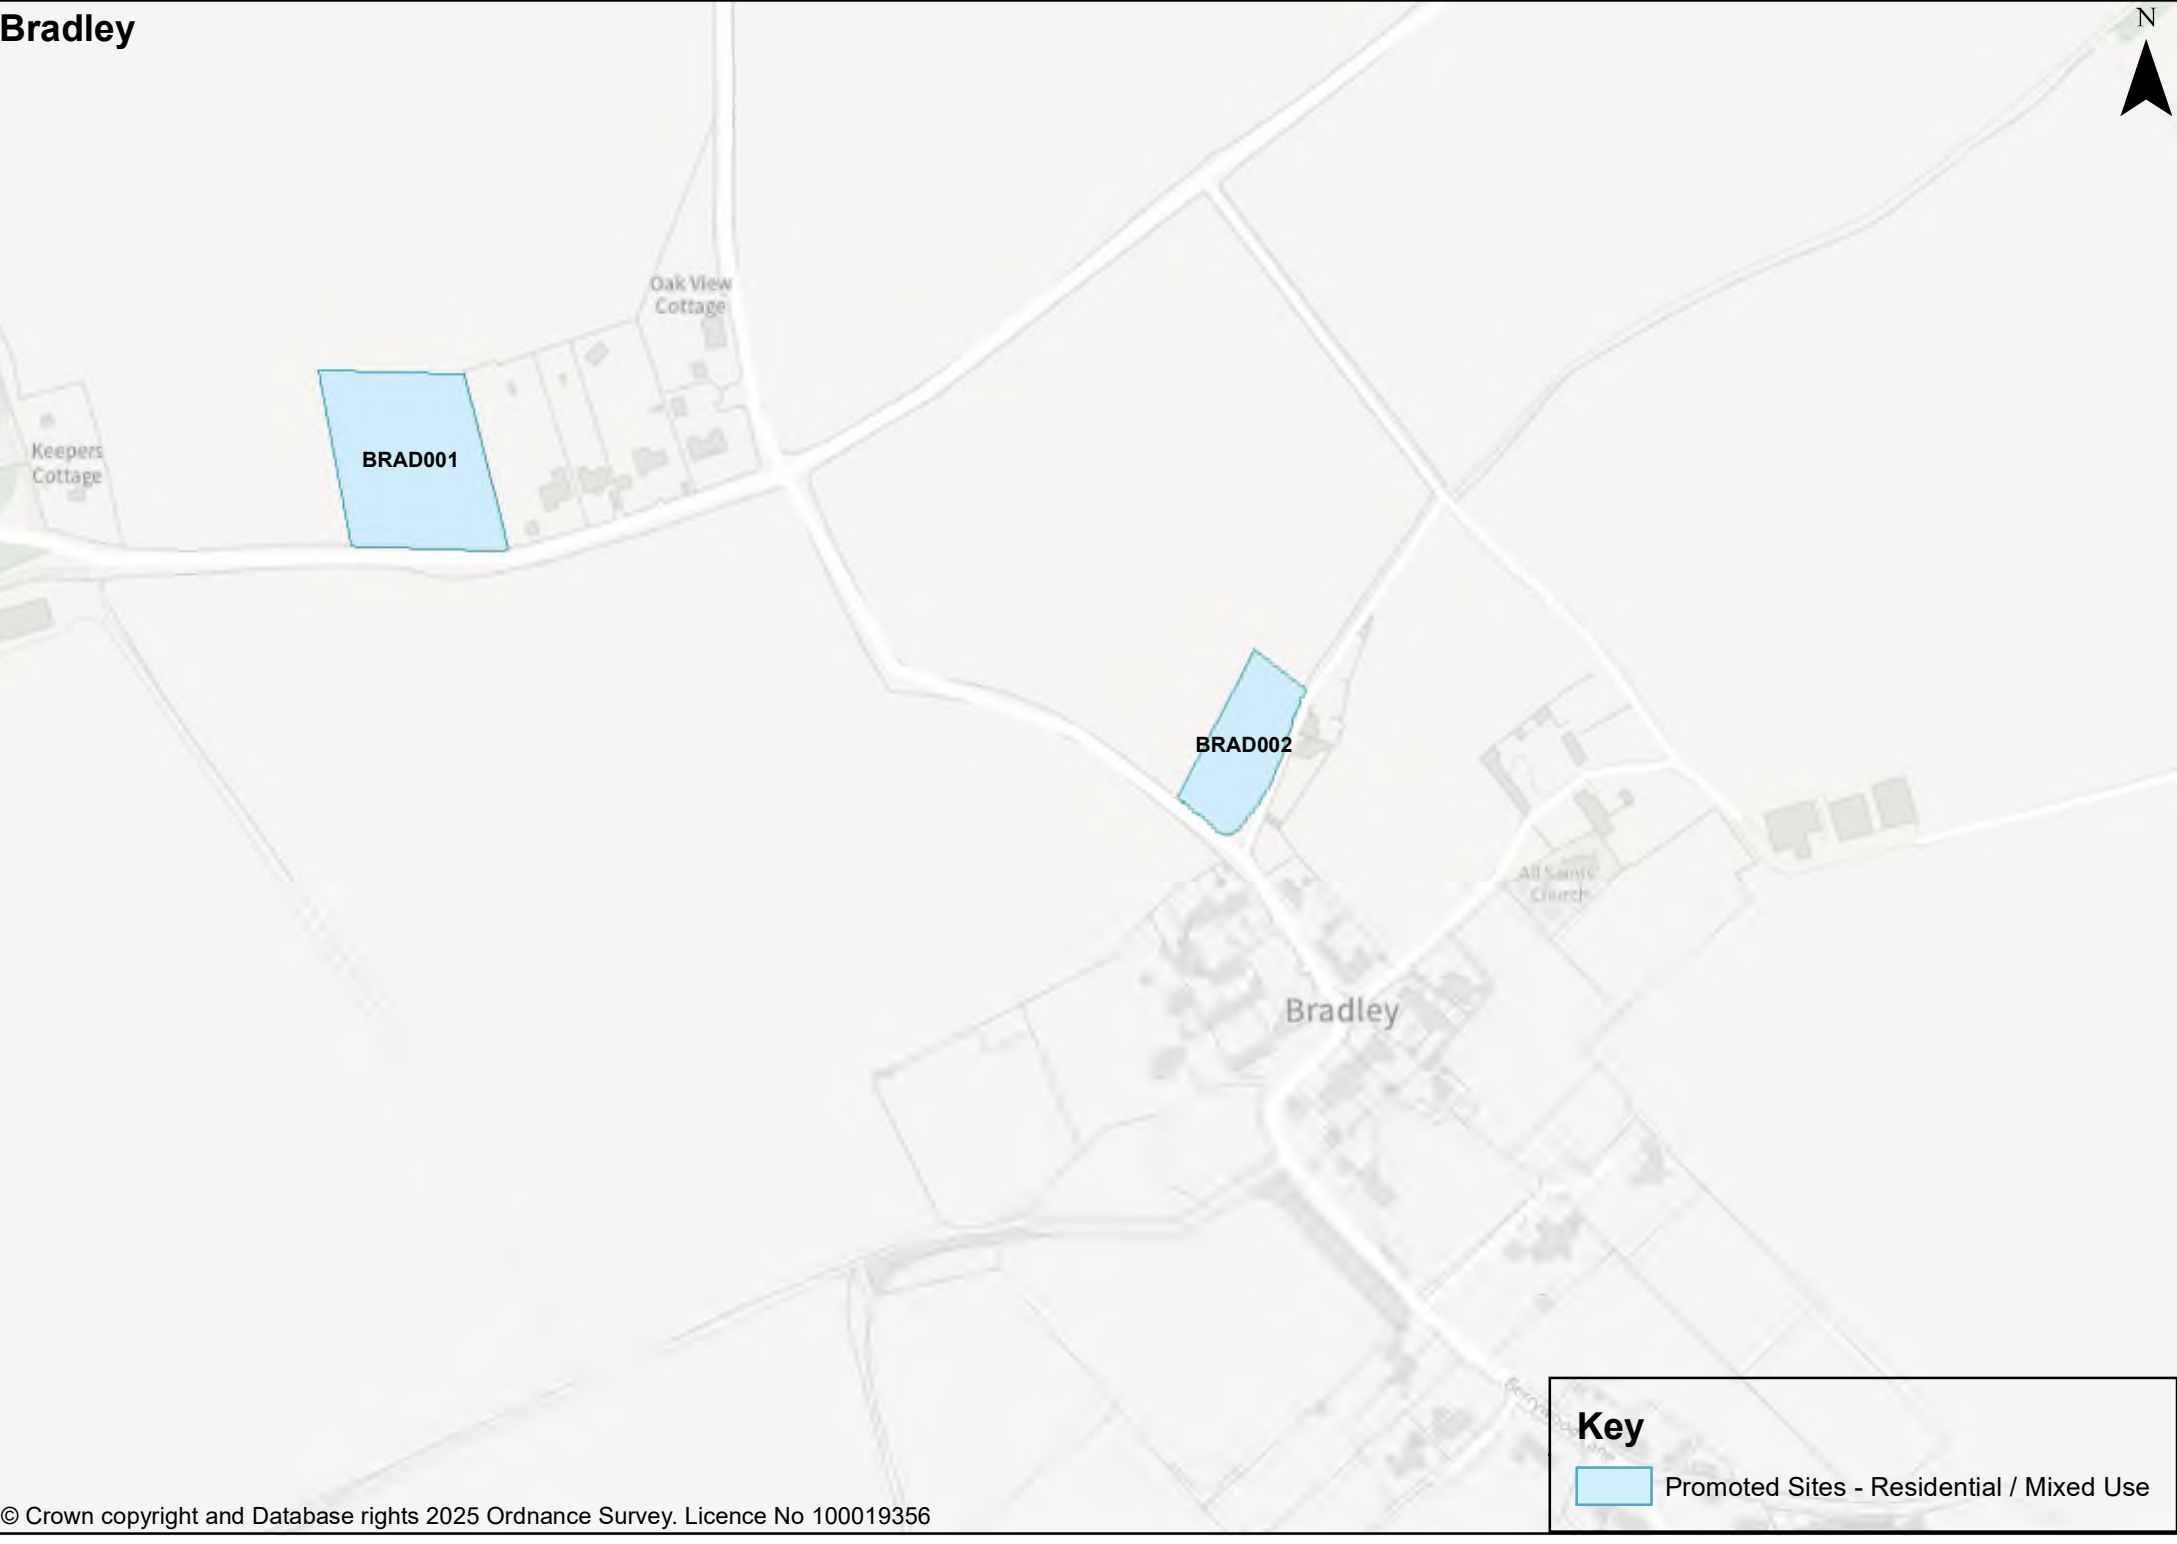 Bradley
N
Oak View
Cottage
Keepers
Cottage
BRAD001
BRAD002
All Saints'
Church
Bradley
Key
Promoted Sites - Residential / Mixed Use
© Crown copyright and Database rights 2025 Ordnance Survey. Licence No 100019356